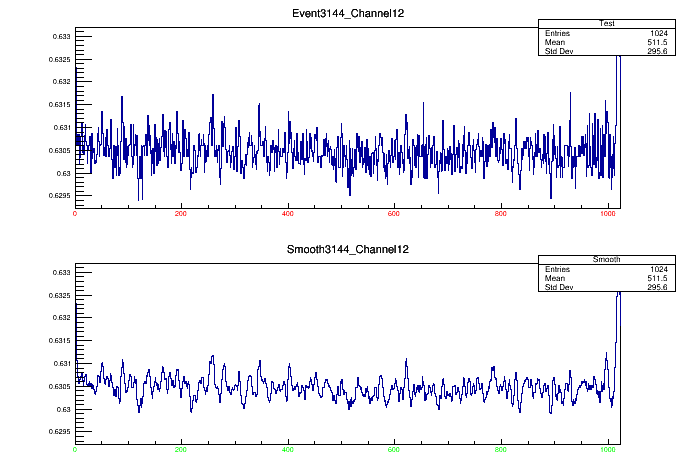 Event3144_Channel12
Test
Entries 1024
Mean 511.5
Std Dev 295.6
0.633
0.6325
0.632
0.6315
0.631
0.6305
0.63
0.6295
0 200 400 600 800 1000
Smooth3144_Channel12
Smooth
Entries 1024
Mean 511.5
Std Dev 295.6
0.633
0.6325
0.632
0.6315
0.631
0.6305
0.63
0.6295
0 200 400 600 800 1000